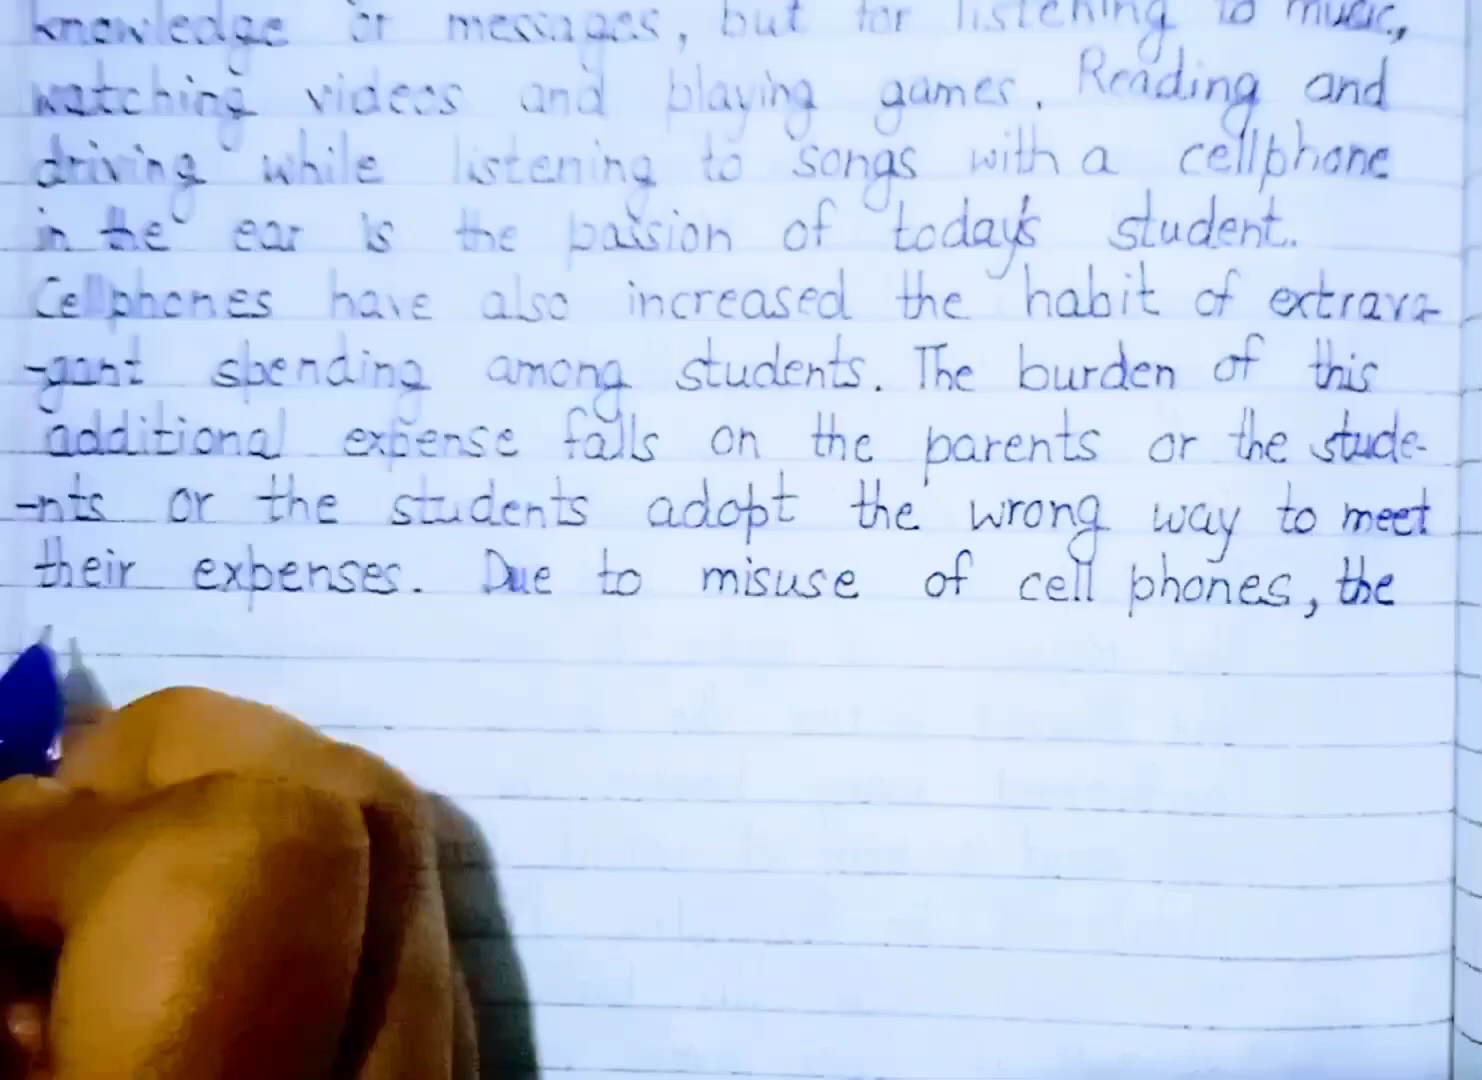 knowledge or messages, but for listening to music,
watching videos and playing games. Reading and
driving while listening to songs with a cellphone
in the ear is the passion of today's student.
Cellphones have also increased the habit of extrava-
-gant spending among students. The burden of this
additional expense falls on the parents or the stude-
-nts or the students adopt the wrong way to meet
their expenses. Due to misuse of cell phones, the